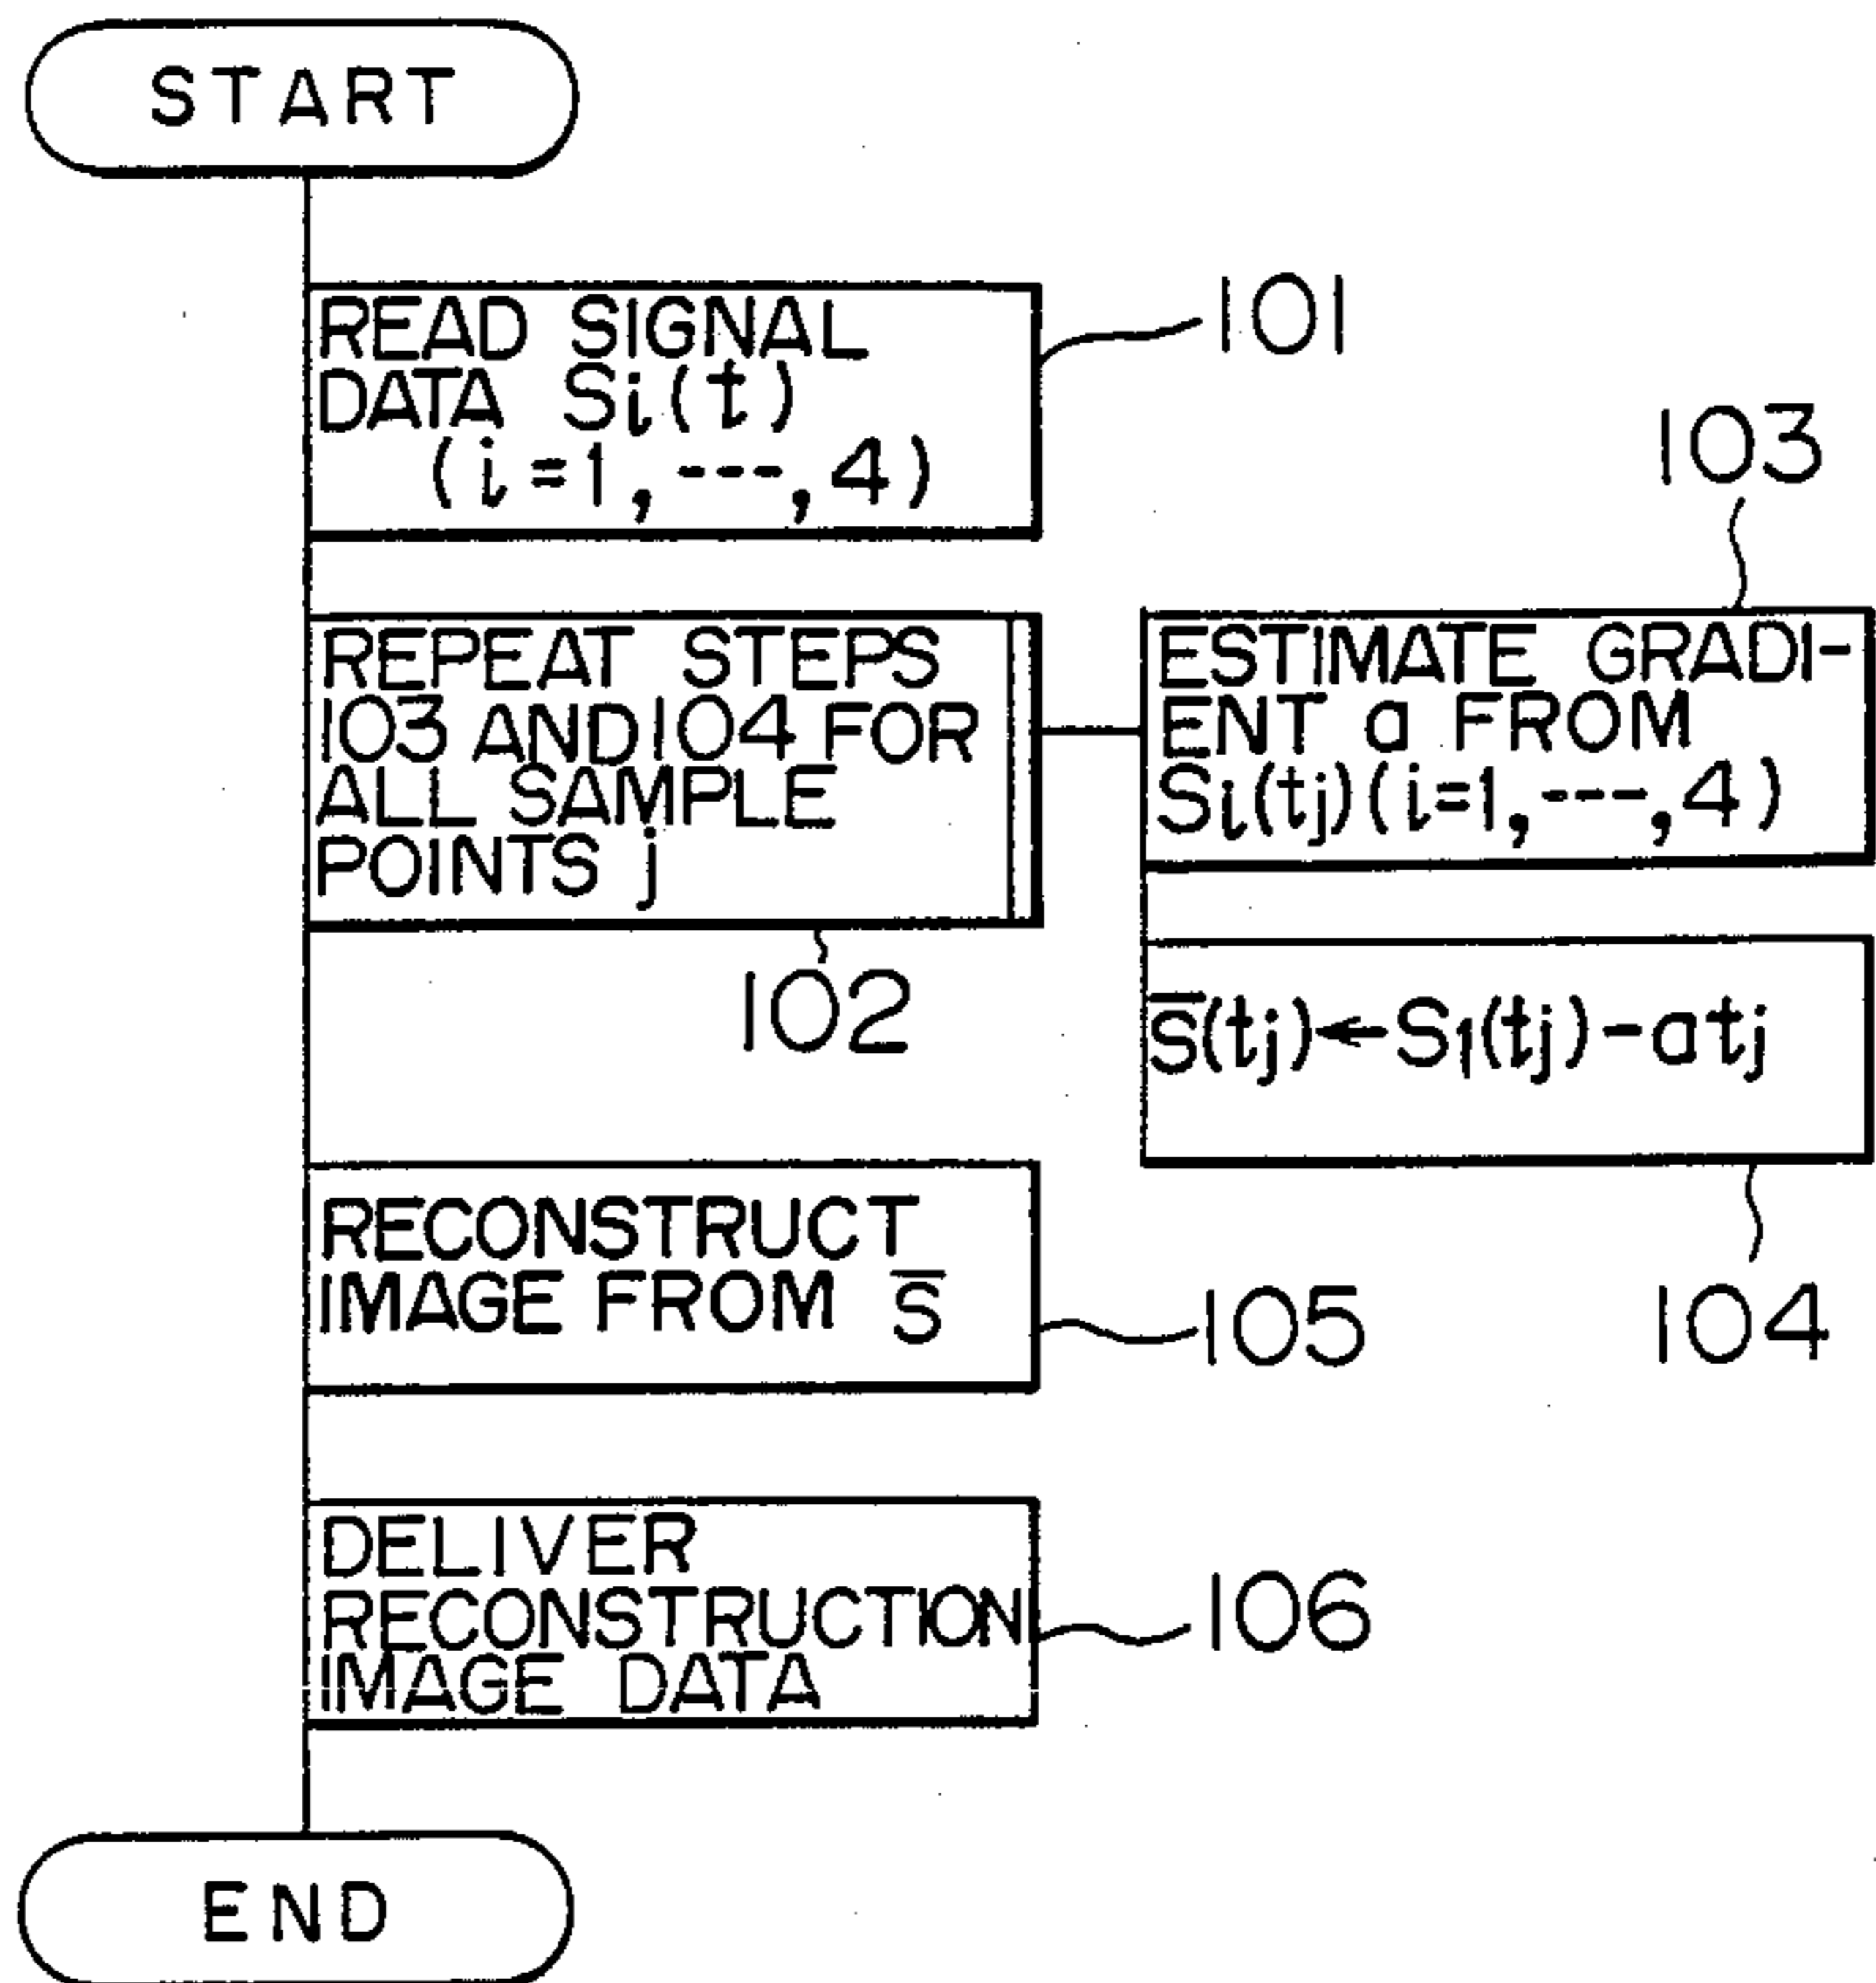 START
READ SIGNAL
DATA Si(t)
(i=1,---,4)
101
REPEAT STEPS
103 AND 104 FOR
ALL SAMPLE
POINTS j
102
103
ESTIMATE GRADI-
ENT a FROM
Si(tj)(i=1,---,4)
S̅(tj)←S1(tj)-atj
104
RECONSTRUCT
IMAGE FROM S̅
105
DELIVER
RECONSTRUCTION
IMAGE DATA
106
END